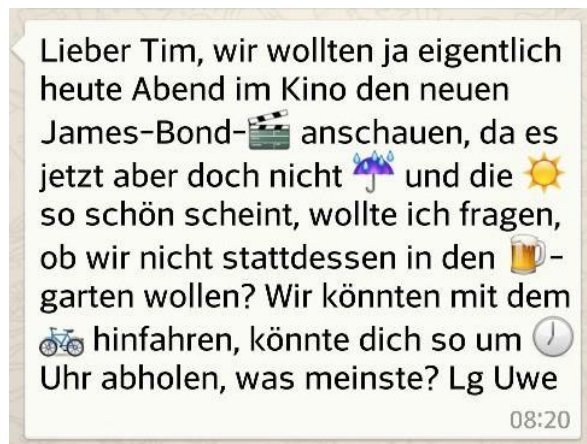 Lieber Tim, wir wollten ja eigentlich
heute Abend im Kino den neuen
James-Bond-🎬 anschauen, da es
jetzt aber doch nicht ☔ und die ☀️
so schön scheint, wollte ich fragen,
ob wir nicht stattdessen in den 🍺-
garten wollen? Wir könnten mit dem
🚲 hinfahren, könnte dich so um 🕖
Uhr abholen, was meinste? Lg Uwe
08:20